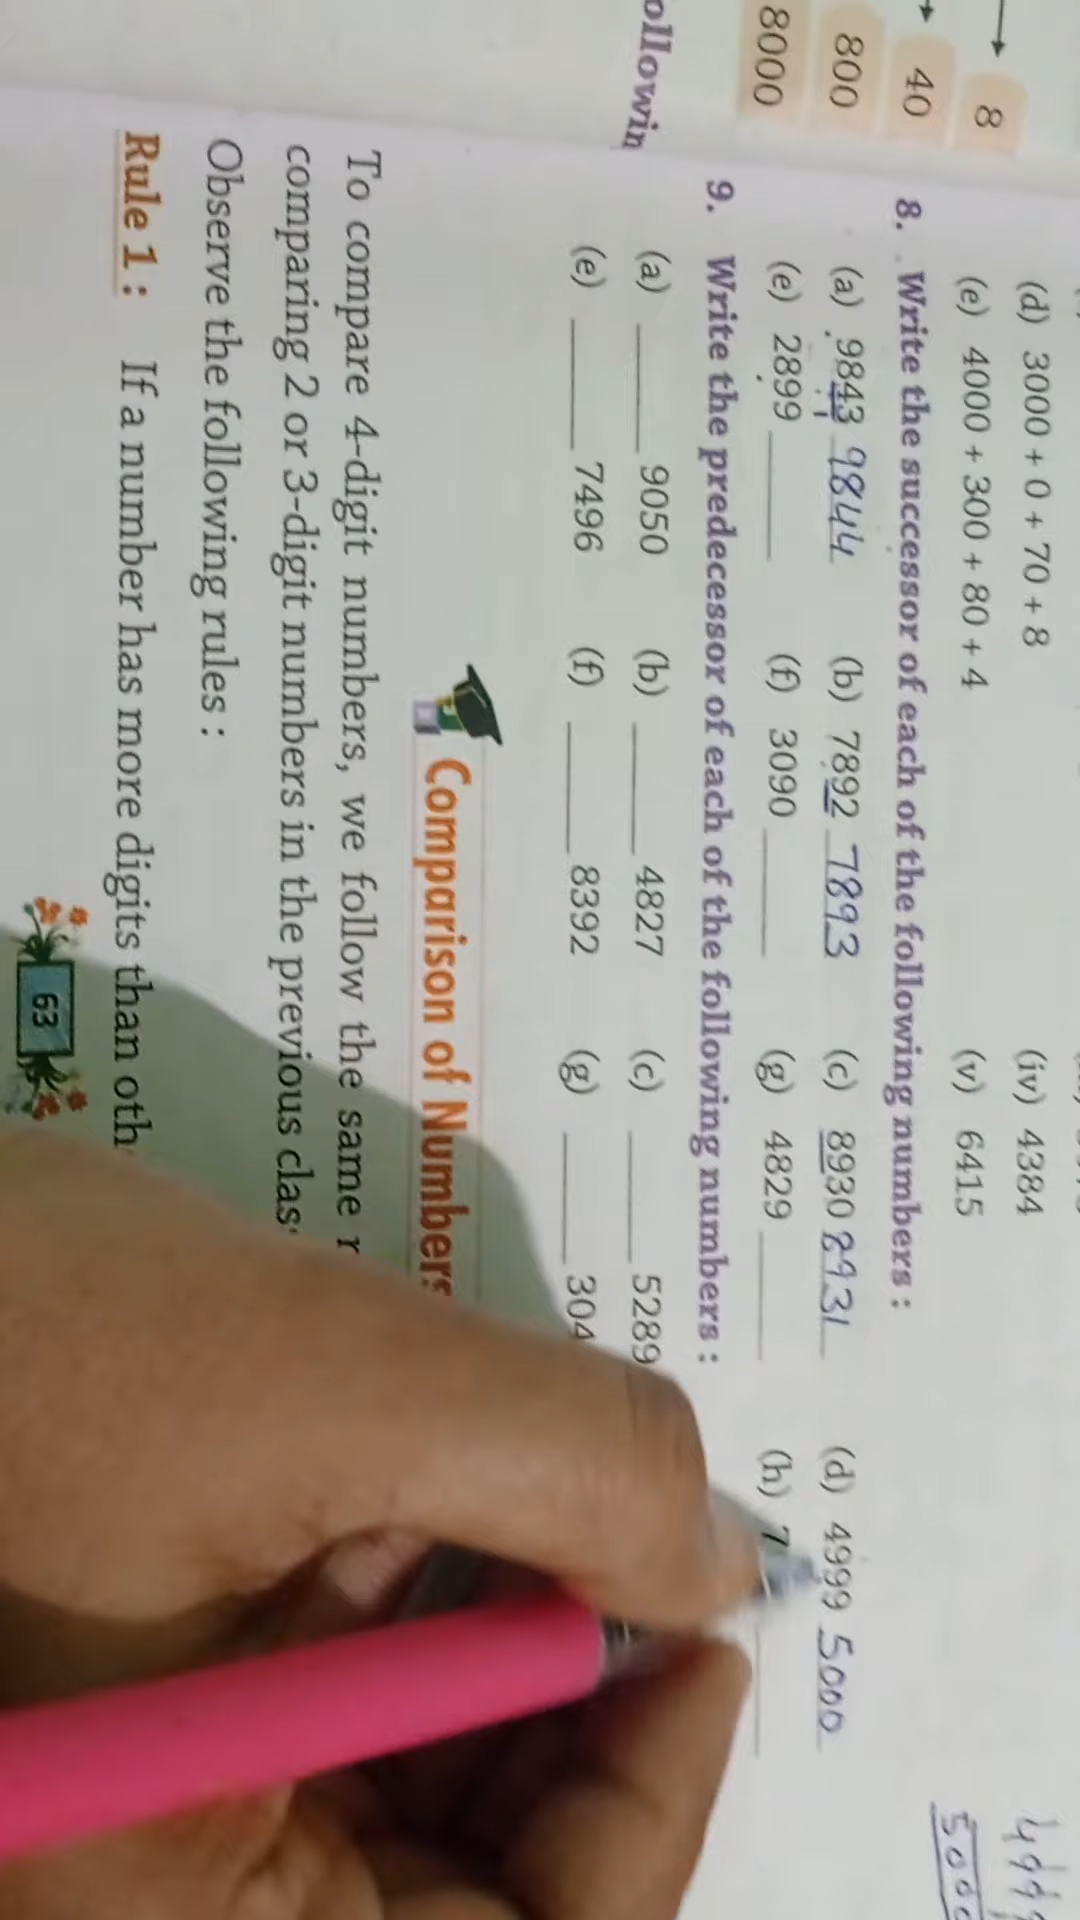 8
40
800
8000
ollowin
(d) 3000 + 0 + 70 + 8 (iv) 4384
(e) 4000 + 300 + 80 + 4 (v) 6415
8. Write the successor of each of the following numbers :
(a) 9843 9844 (b) 7892 7893 (c) 8930 8931 (d) 4999 5000
(e) 2899 (f) 3090 (g) 4829 (h) 7
9. Write the predecessor of each of the following numbers :
(a) 9050 (b) 4827 (c) 5289
(e) 7496 (f) 8392 (g) 304
Comparison of Numbers
To compare 4-digit numbers, we follow the same r
comparing 2 or 3-digit numbers in the previous clas
Observe the following rules :
Rule 1 : If a number has more digits than oth
63